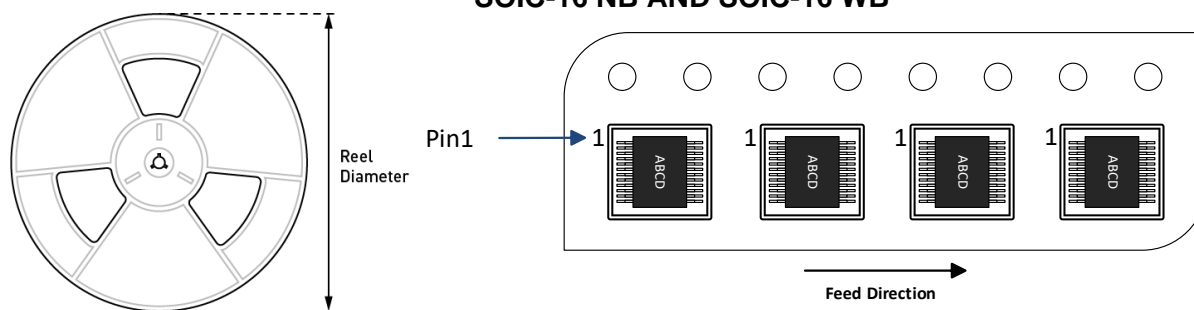 SOIC-16 NB AND SOIC-16 WB
Reel
Diameter
Pin1
1
1
1
1
ABCD
ABCD
ABCD
ABCD
Feed Direction